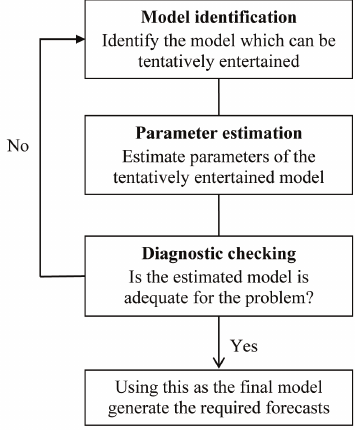 Model identification
Identify the model which can be
tentatively entertained
No
Parameter estimation
Estimate parameters of the
tentatively entertained model
Diagnostic checking
Is the estimated model is
adequate for the problem?
Yes
Using this as the final model
generate the required forecasts